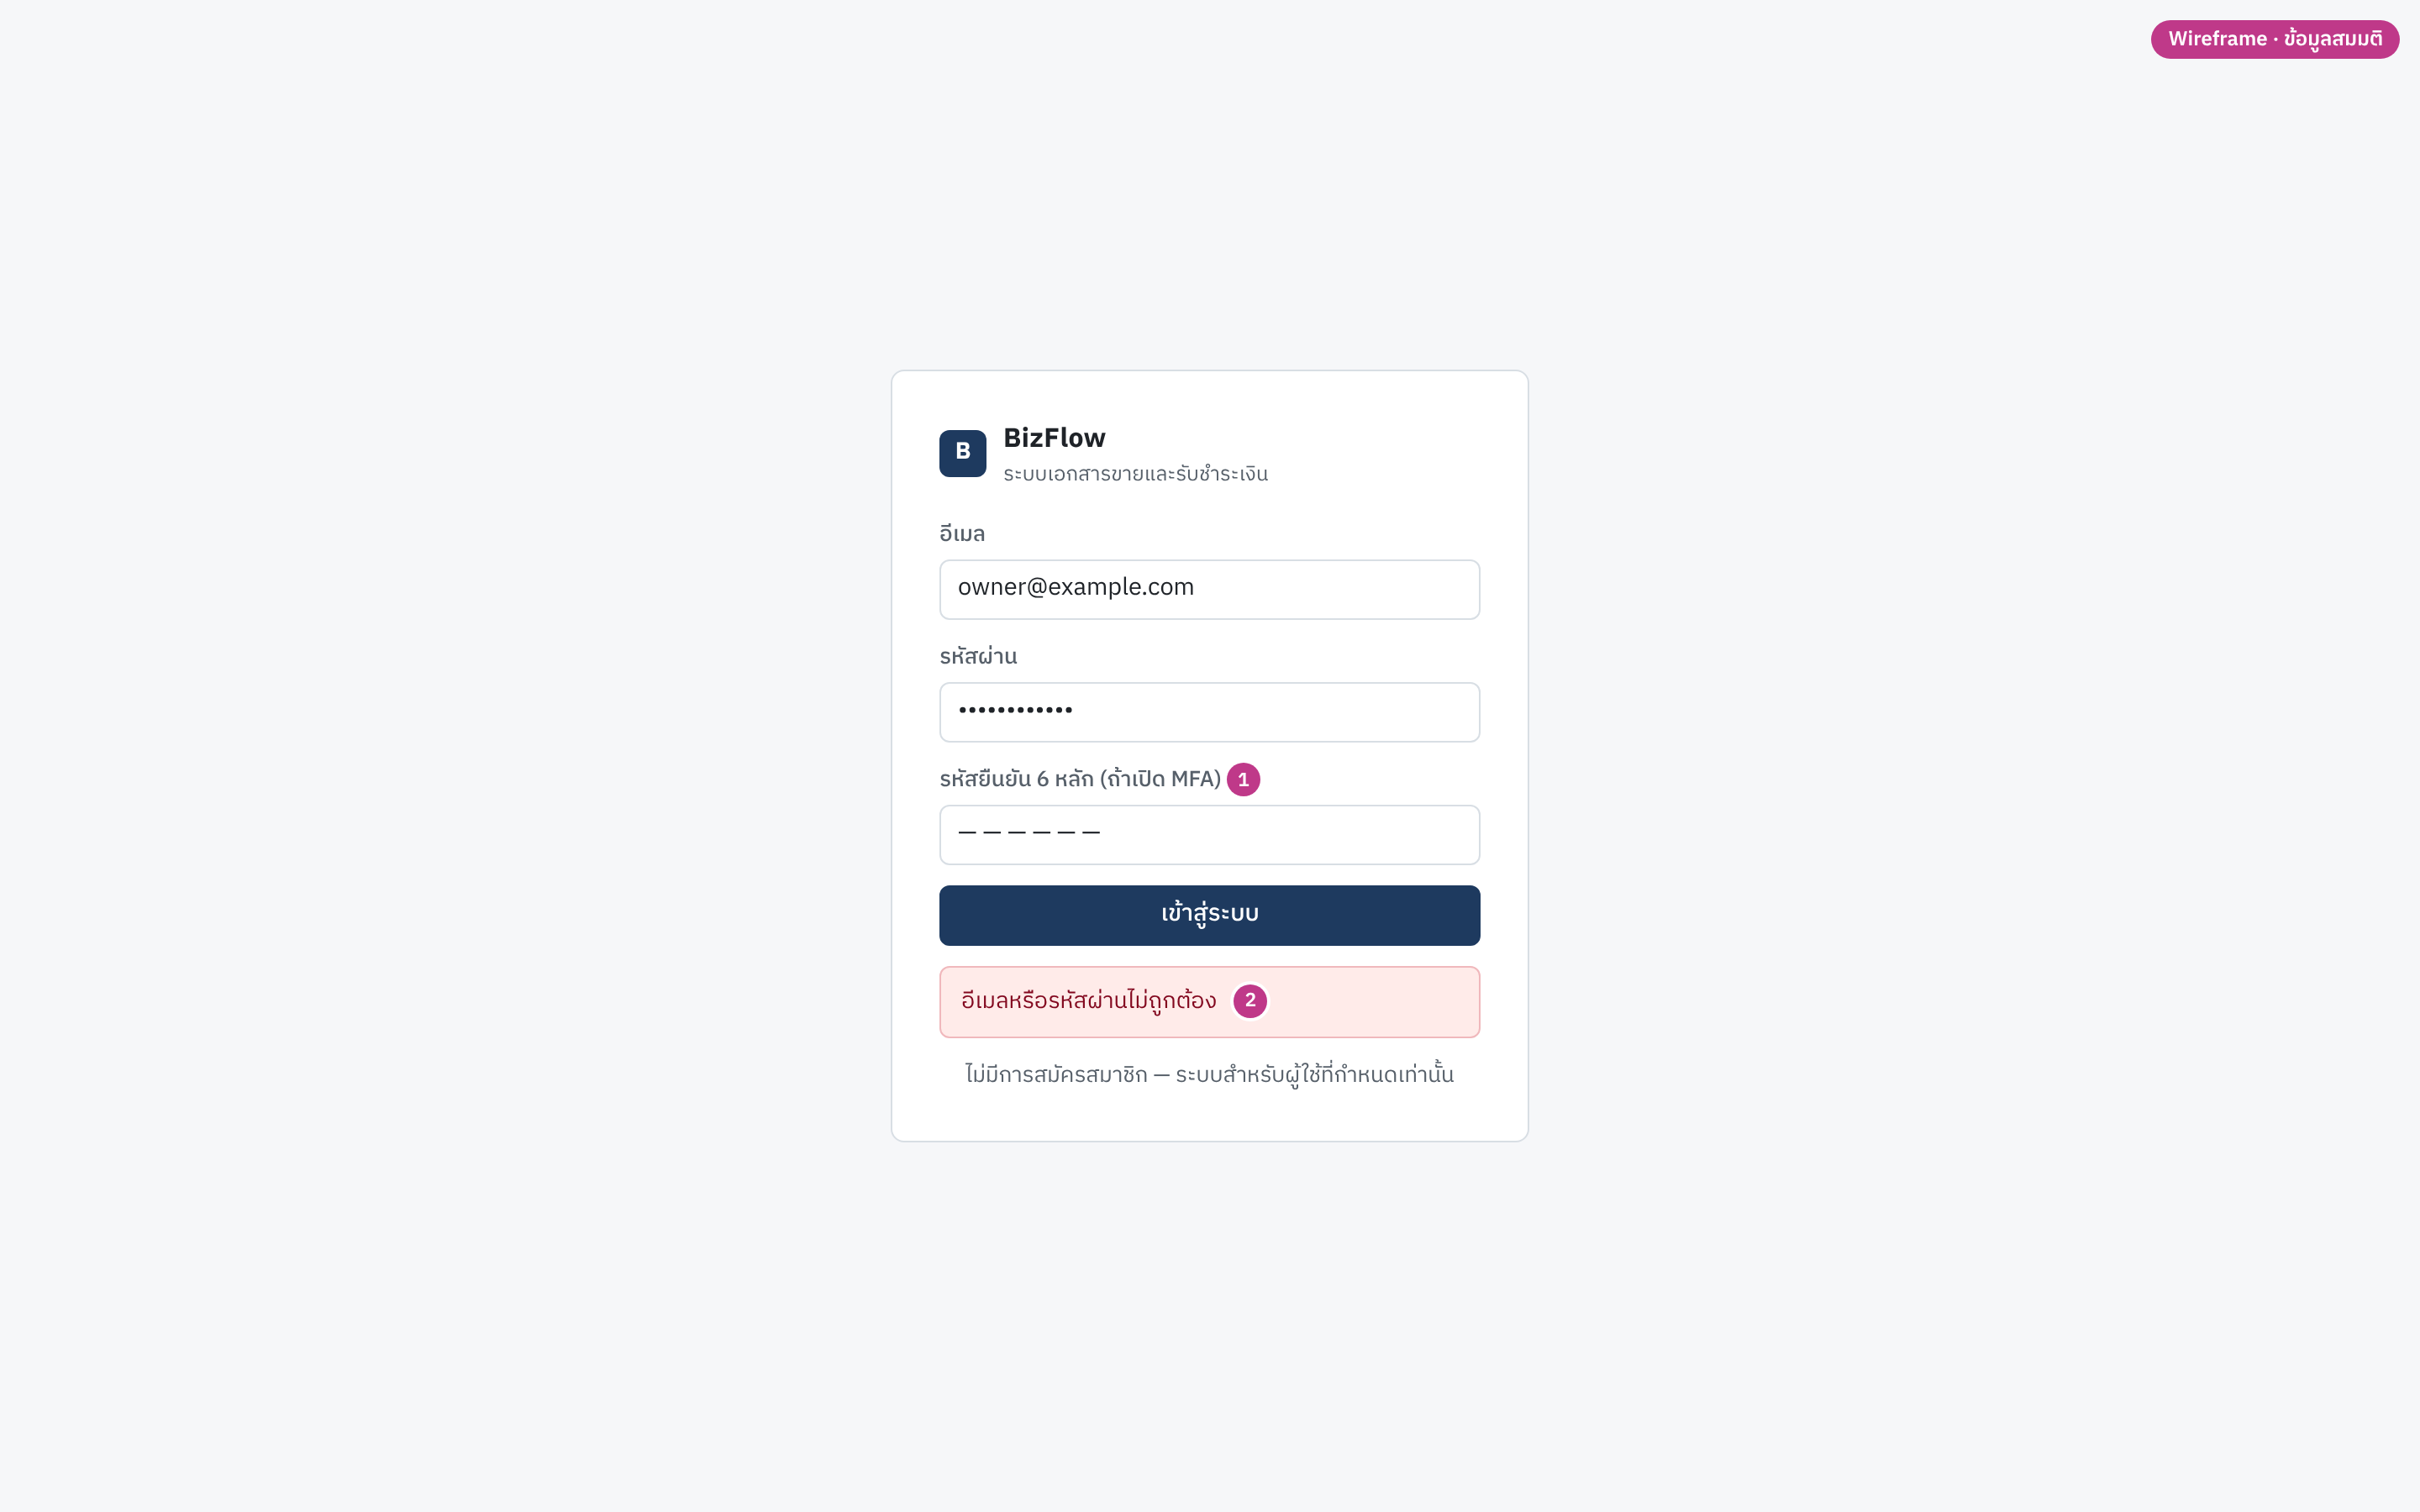 Wireframe · ข้อมูลสมมติ
B
BizFlow
ระบบเอกสารขายและรับชำระเงิน
อีเมล
owner@example.com
รหัสผ่าน
••••••••••••
รหัสยืนยัน 6 หลัก (ถ้าเปิด MFA) 1
— — — — — —
เข้าสู่ระบบ
อีเมลหรือรหัสผ่านไม่ถูกต้อง 2
ไม่มีการสมัครสมาชิก — ระบบสำหรับผู้ใช้ที่กำหนดเท่านั้น